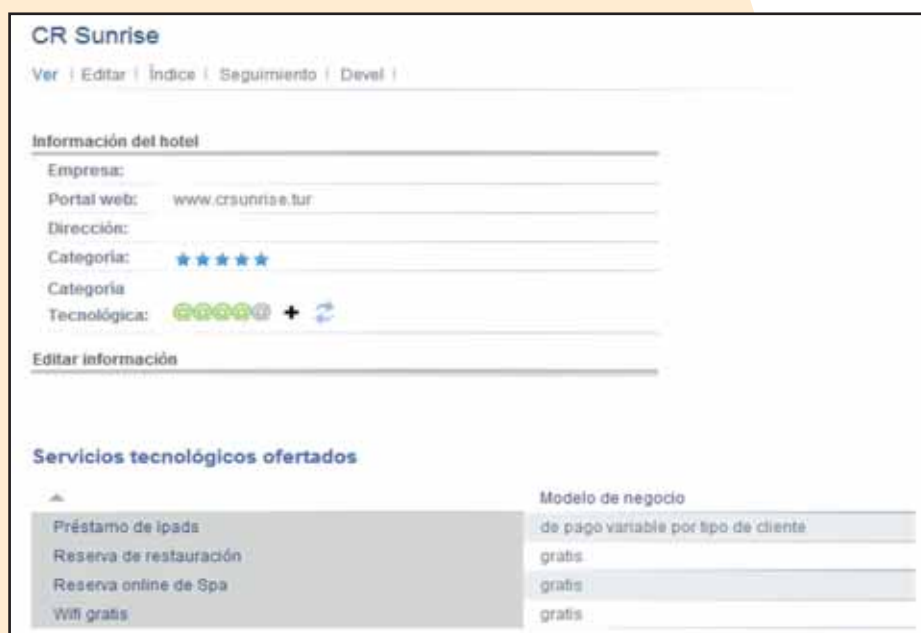 CR Sunrise
Ver | Editar | Índice | Seguimiento | Devel |
Información del hotel
Empresa:
Portal web: www.crsunrise.tur
Dirección:
Categoría:
Categoría
Tecnológica: @@@@@ +
Editar información
Servicios tecnológicos ofertados
Modelo de negocio
Préstamo de ipads de pago variable por tipo de cliente
Reserva de restauración gratis
Reserva online de Spa gratis
Wifi gratis gratis